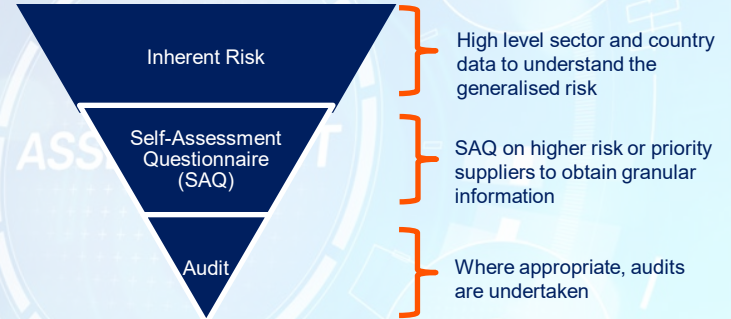 Inherent Risk
High level sector and country
data to understand the
generalised risk
Self-Assessment
Questionnaire
(SAQ)
SAQ on higher risk or priority
suppliers to obtain granular
information
Audit
Where appropriate, audits
are undertaken